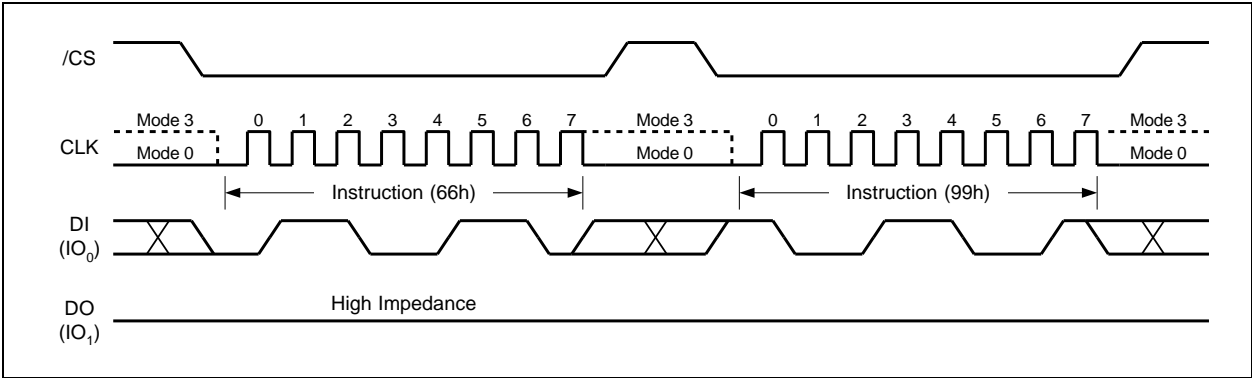 /CS
Mode 3 0 1 2 3 4 5 6 7 Mode 3 0 1 2 3 4 5 6 7 Mode 3
CLK
Mode 0 Mode 0 Mode 0
Instruction (66h) Instruction (99h)
DI
(IO0)
DO
(IO1)
High Impedance